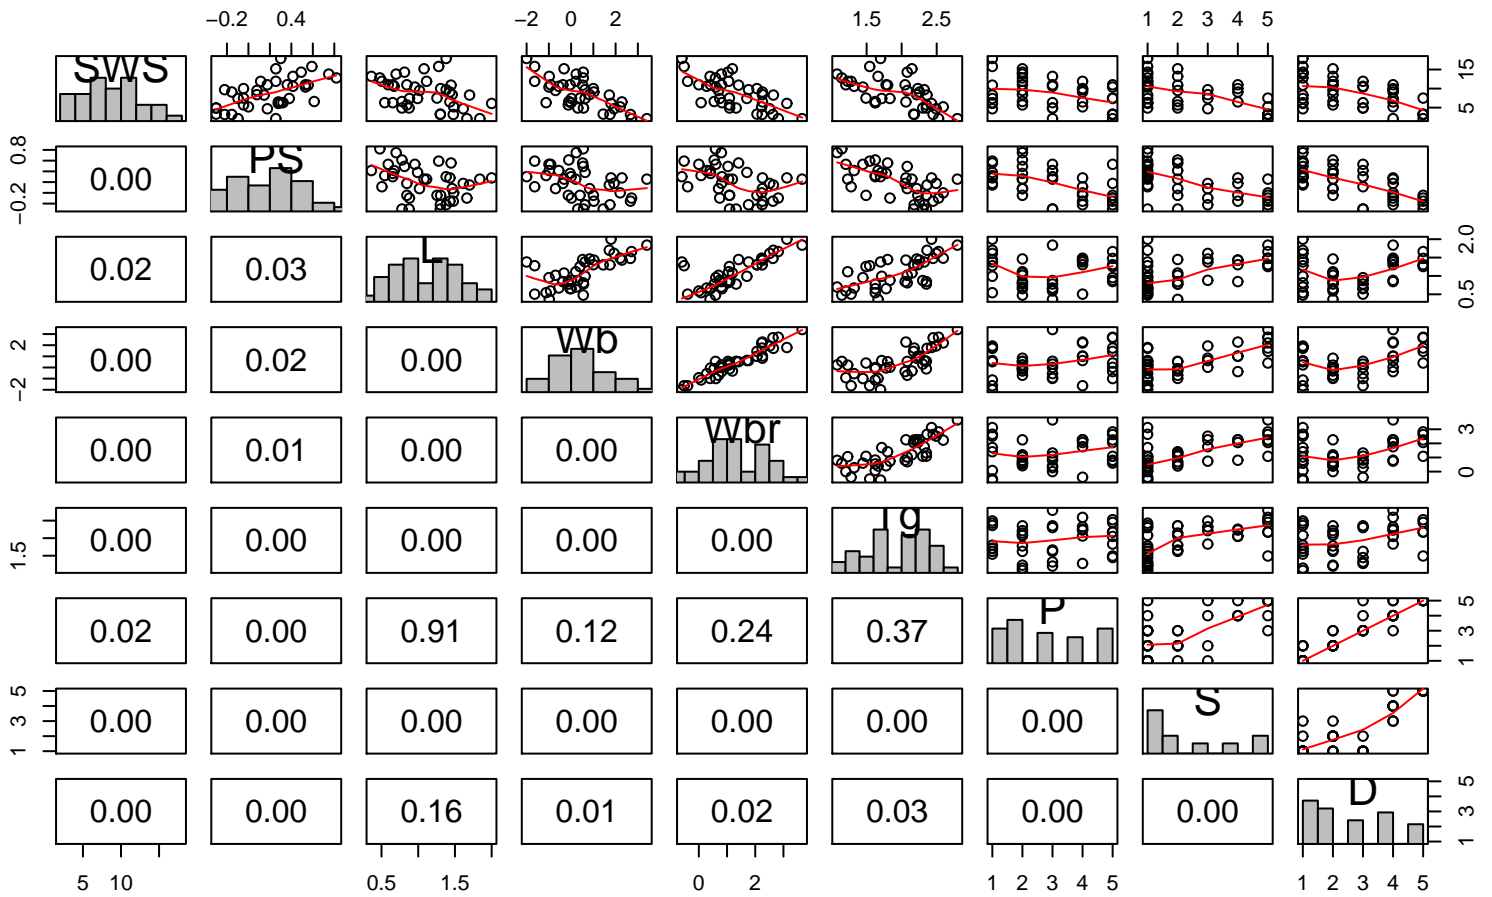 −0.2 0.4 −2 0 2 1.5 2.5 1 2 3 4 5
SWS 5 15
−0.2 0.8 0.00 PS
0.02 0.03 L 0.5 2.0
−2 2 0.00 0.02 0.00 Wb
0.00 0.01 0.00 0.00 Wbr 0 3
1.5 0.00 0.00 0.00 0.00 0.00 Tg
0.02 0.00 0.91 0.12 0.24 0.37 P 1 3 5
1 3 5 0.00 0.00 0.00 0.00 0.00 0.00 0.00 S
0.00 0.00 0.16 0.01 0.02 0.03 0.00 0.00 D 1 3 5
5 10 0.5 1.5 0 2 1 2 3 4 5 1 2 3 4 5